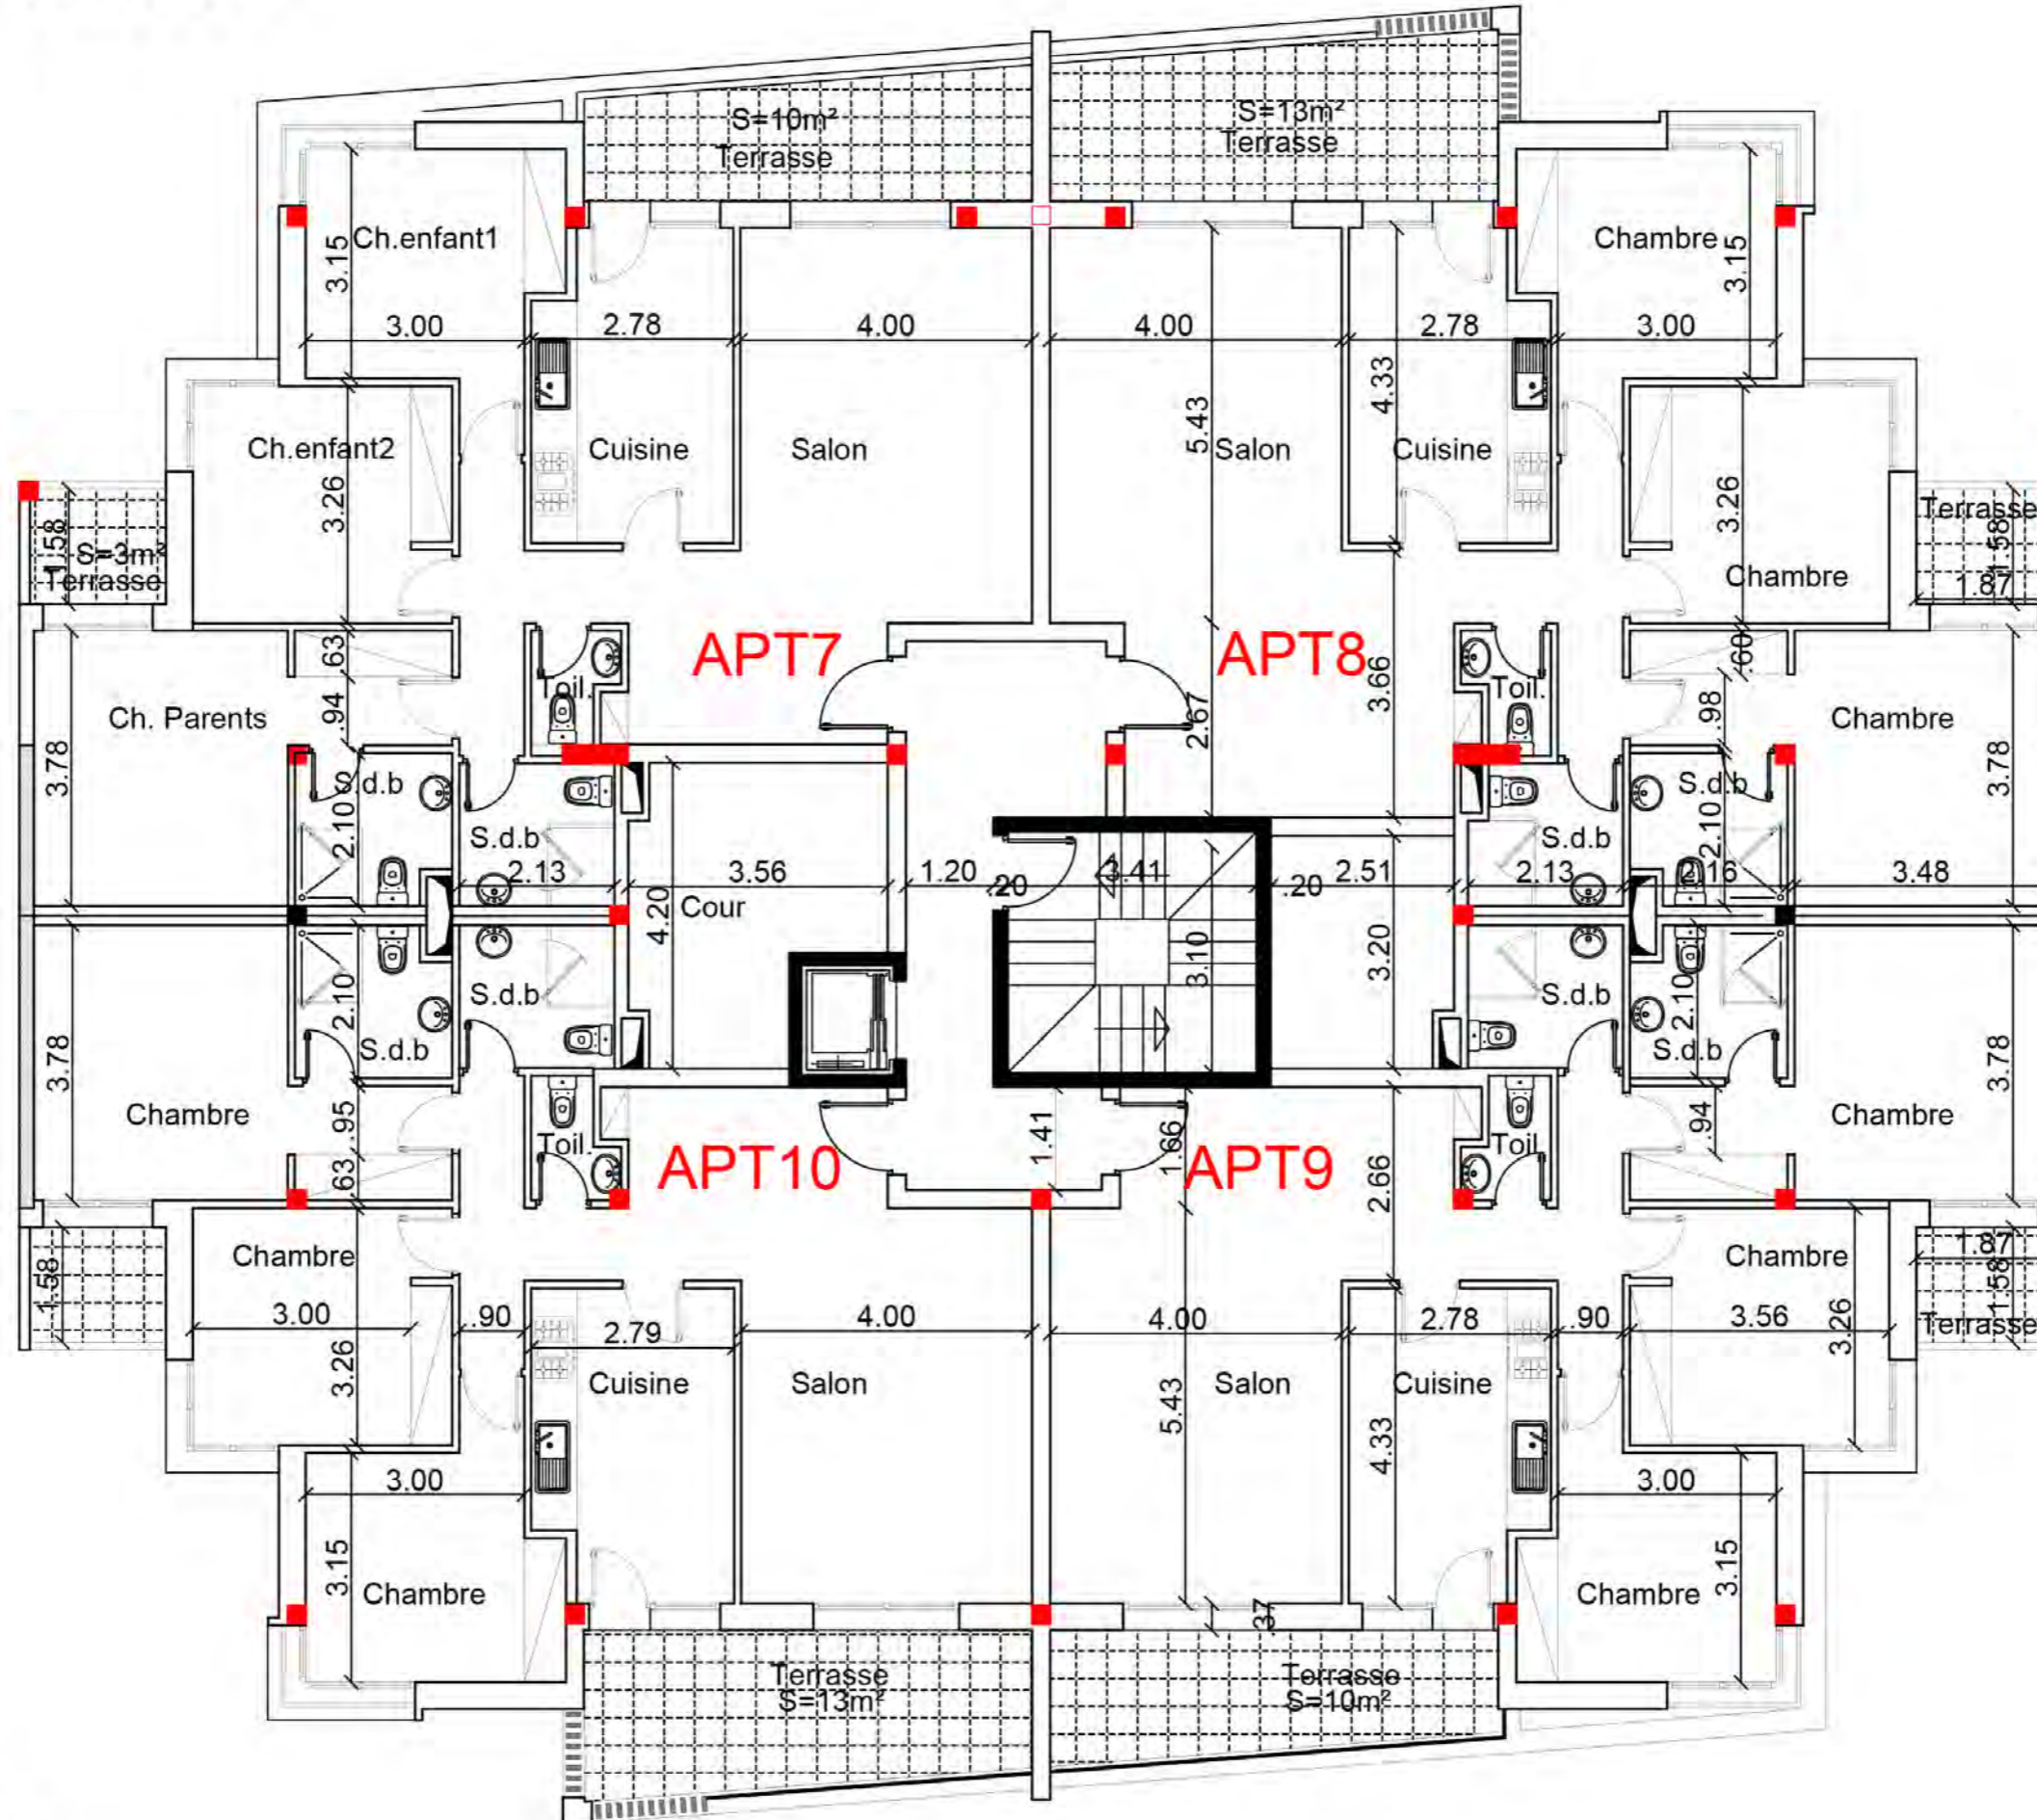 S=10m²
Terrasse
S=13m²
Terrasse
Ch.enfant1
3.15
Chambre
3.15
3.00
2.78
4.00
4.00
2.78
3.00
4.33
5.43
Ch.enfant2
Cuisine
Salon
Salon
Cuisine
3.26
3.26
1.58
S=3m²
Terrasse
Chambre
Terrasse
1.58
1.87
APT7
APT8
.63
.60
3.66
Toil.
Toil.
2.67
.94
.98
Ch. Parents
Chambre
3.78
3.78
S.d.b
S.d.b
2.10
2.10
S.d.b
S.d.b
2.13
3.56
1.20
.20
3.41
.20
2.51
2.13
2.16
3.48
4.20
Cour
3.10
3.20
S.d.b
S.d.b
2.10
2.10
S.d.b
S.d.b
3.78
3.78
Chambre
Chambre
.95
.94
.63
Toil.
Toil.
1.41
1.66
2.66
APT10
APT9
Chambre
Chambre
1.87
1.58
1.58
Terrasse
3.00
.90
2.79
4.00
4.00
2.78
.90
3.56
3.26
3.26
Cuisine
Salon
Salon
Cuisine
5.43
4.33
3.00
3.00
3.15
3.15
Chambre
Chambre
.37
Terrasse
S=13m²
Terrasse
S=10m²